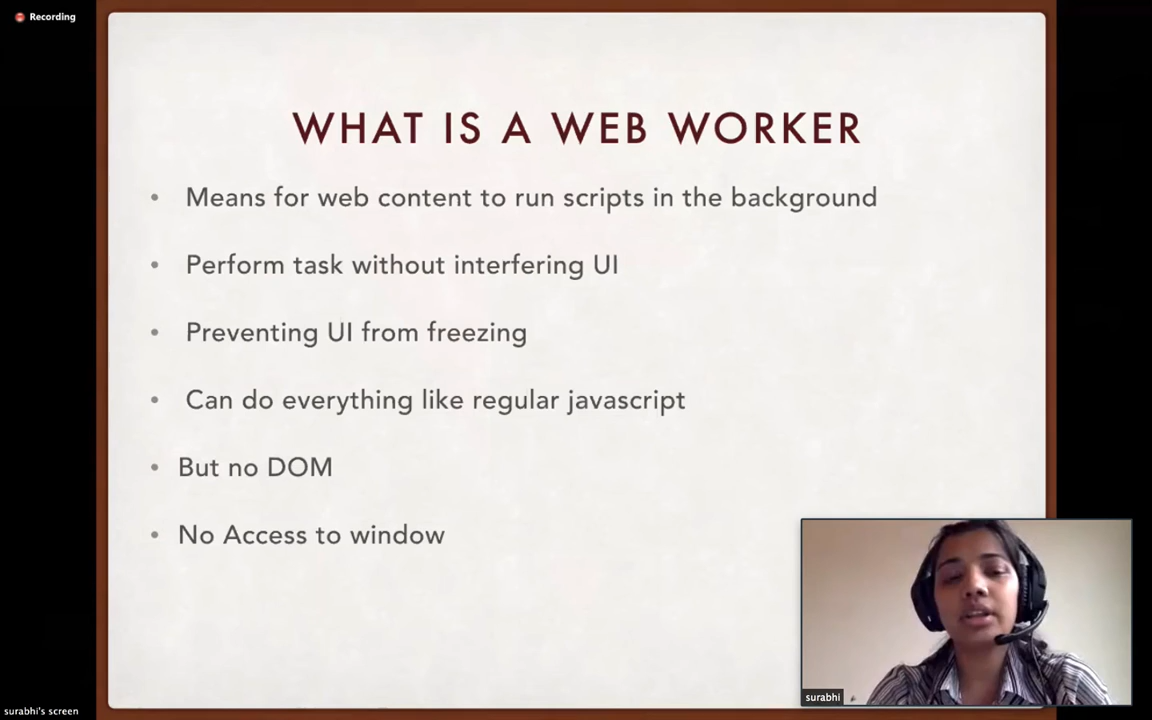 Recording
WHAT IS A WEB WORKER
• Means for web content to run scripts in the background
• Perform task without interfering UI
• Preventing UI from freezing
• Can do everything like regular javascript
• But no DOM
• No Access to window
surabhi
surabhi's screen